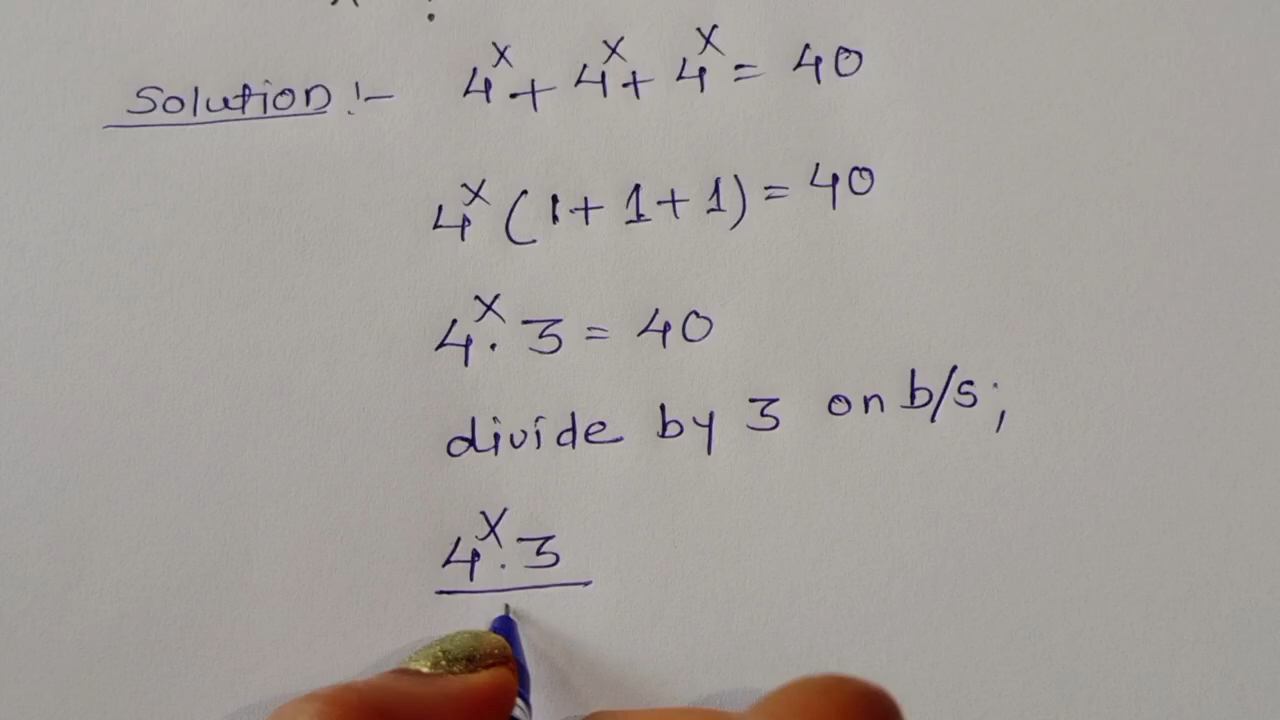 Solution :- 4^x + 4^x + 4^x = 40
4^x (1 + 1 + 1) = 40
4^x . 3 = 40
divide by 3 on b/s;
4^x . 3